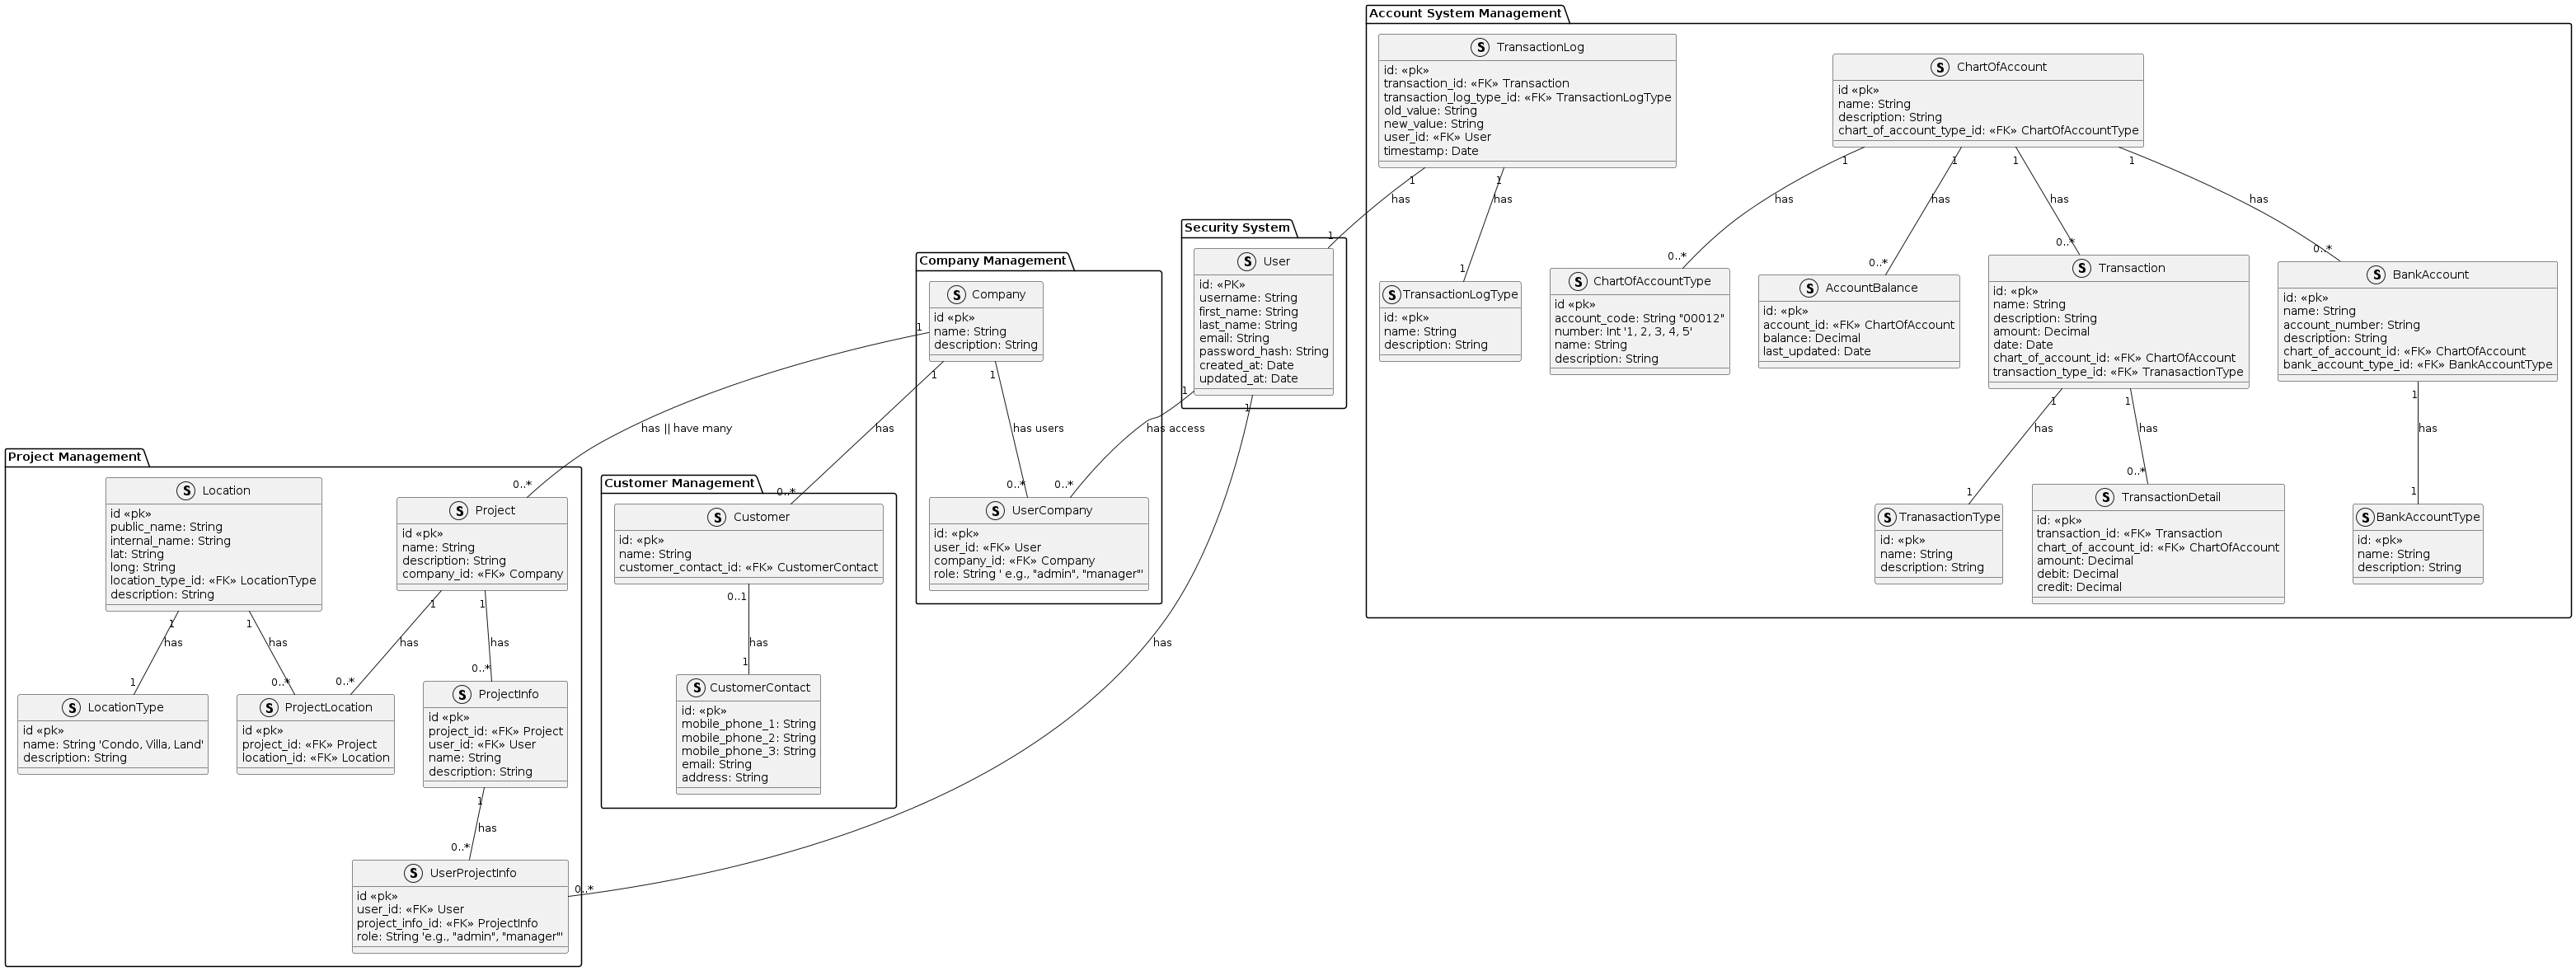 Account System Management
TransactionLog
id: «pk»
transaction_id: «FK» Transaction
transaction_log_type_id: «FK» TransactionLogType
old_value: String
new_value: String
user_id: «FK» User
timestamp: Date
ChartOfAccount
id «pk»
name: String
description: String
chart_of_account_type_id: «FK» ChartOfAccountType
1
1
1
1
1
1
has
has
has
has
has
has
1
1
0..*
0..*
0..*
0..*
TransactionLogType
id: «pk»
name: String
description: String
ChartOfAccountType
id «pk»
account_code: String "00012"
number: Int '1, 2, 3, 4, 5'
name: String
description: String
AccountBalance
id: «pk»
account_id: «FK» ChartOfAccount
balance: Decimal
last_updated: Date
Transaction
id: «pk»
name: String
description: String
amount: Decimal
date: Date
chart_of_account_id: «FK» ChartOfAccount
transaction_type_id: «FK» TranasactionType
BankAccount
id: «pk»
name: String
account_number: String
description: String
chart_of_account_id: «FK» ChartOfAccount
bank_account_type_id: «FK» BankAccountType
1
1
1
has
has
has
1
0..*
1
TranasactionType
id: «pk»
name: String
description: String
TransactionDetail
id: «pk»
transaction_id: «FK» Transaction
chart_of_account_id: «FK» ChartOfAccount
amount: Decimal
debit: Decimal
credit: Decimal
BankAccountType
id: «pk»
name: String
description: String
Security System
User
id: «PK»
username: String
first_name: String
last_name: String
email: String
password_hash: String
created_at: Date
updated_at: Date
1
1
has access
has
0..*
0..*
Company Management
Company
id «pk»
name: String
description: String
1
1
1
has || have many
has
has users
0..*
0..*
0..*
UserCompany
id: «pk»
user_id: «FK» User
company_id: «FK» Company
role: String ' e.g., "admin", "manager"'
Customer Management
Customer
id: «pk»
name: String
customer_contact_id: «FK» CustomerContact
0..1
has
1
CustomerContact
id: «pk»
mobile_phone_1: String
mobile_phone_2: String
mobile_phone_3: String
email: String
address: String
Project Management
Location
id «pk»
public_name: String
internal_name: String
lat: String
long: String
location_type_id: «FK» LocationType
description: String
Project
id «pk»
name: String
description: String
company_id: «FK» Company
1
1
1
1
has
has
has
has
1
0..*
0..*
0..*
LocationType
id «pk»
name: String 'Condo, Villa, Land'
description: String
ProjectLocation
id «pk»
project_id: «FK» Project
location_id: «FK» Location
ProjectInfo
id «pk»
project_id: «FK» Project
user_id: «FK» User
name: String
description: String
1
has
0..*
UserProjectInfo
id «pk»
user_id: «FK» User
project_info_id: «FK» ProjectInfo
role: String 'e.g., "admin", "manager"'